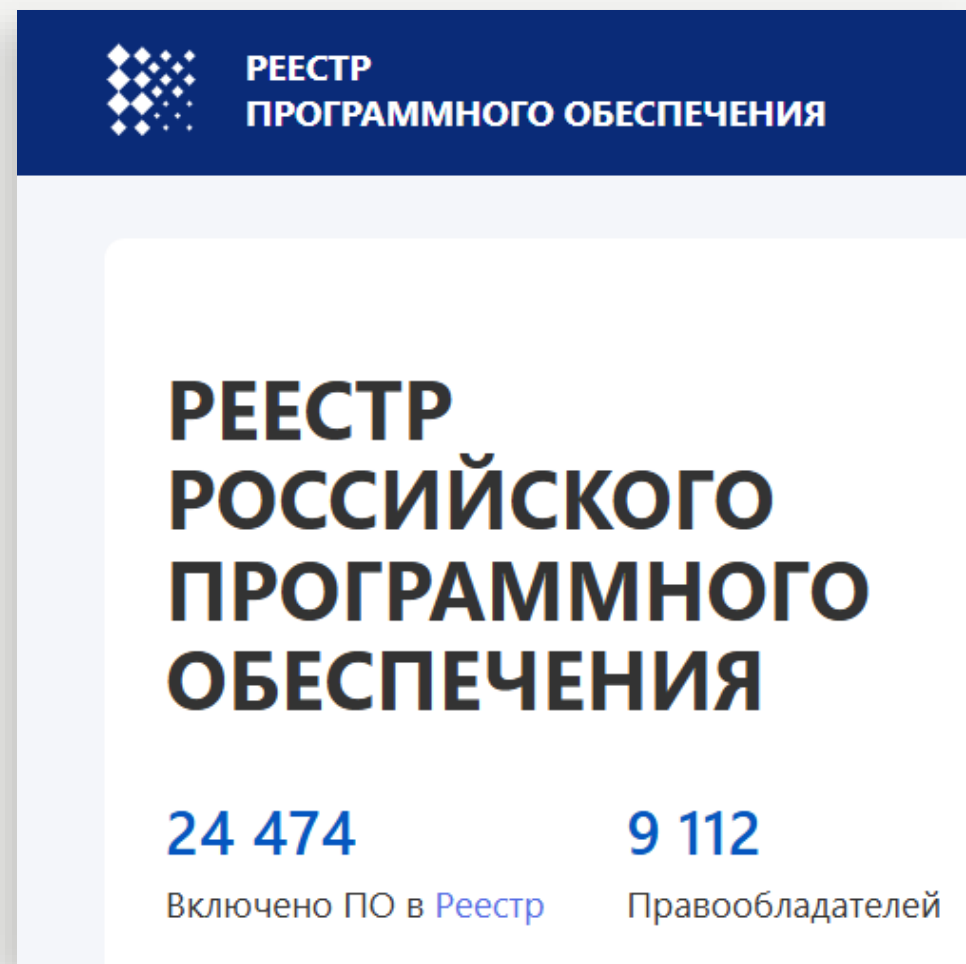 РЕЕСТР
ПРОГРАММНОГО ОБЕСПЕЧЕНИЯ
РЕЕСТР
РОССИЙСКОГО
ПРОГРАММНОГО
ОБЕСПЕЧЕНИЯ
24 474
9 112
Включено ПО в Реестр
Правообладателей